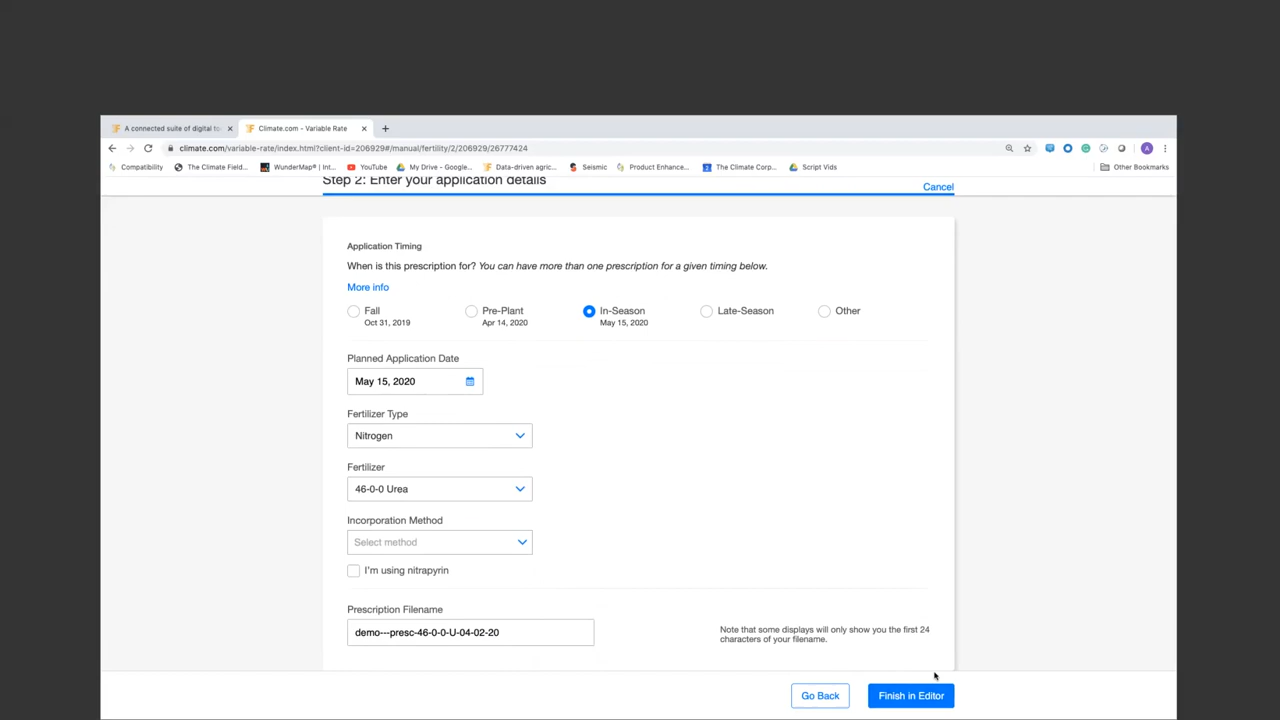 A connected suite of digital to
Climate.com - Variable Rate
climate.com/variable-rate/index.html?client-id=206929#/manual/fertility/2/206929/26777424
Compatibility
The Climate Field...
WunderMap® | Int...
YouTube
My Drive – Google...
Data-driven agric...
Seismic
Product Enhance...
The Climate Corp...
Script Vids
Other Bookmarks
Step 2: Enter your application details
Cancel
Application Timing
When is this prescription for? You can have more than one prescription for a given timing below.
More info
Fall
Oct 31, 2019
Pre-Plant
Apr 14, 2020
In-Season
May 15, 2020
Late-Season
Other
Planned Application Date
May 15, 2020
Fertilizer Type
Nitrogen
Fertilizer
46-0-0 Urea
Incorporation Method
Select method
I'm using nitrapyrin
Prescription Filename
demo---presc-46-0-0-U-04-02-20
Note that some displays will only show you the first 24
characters of your filename.
Go Back
Finish in Editor